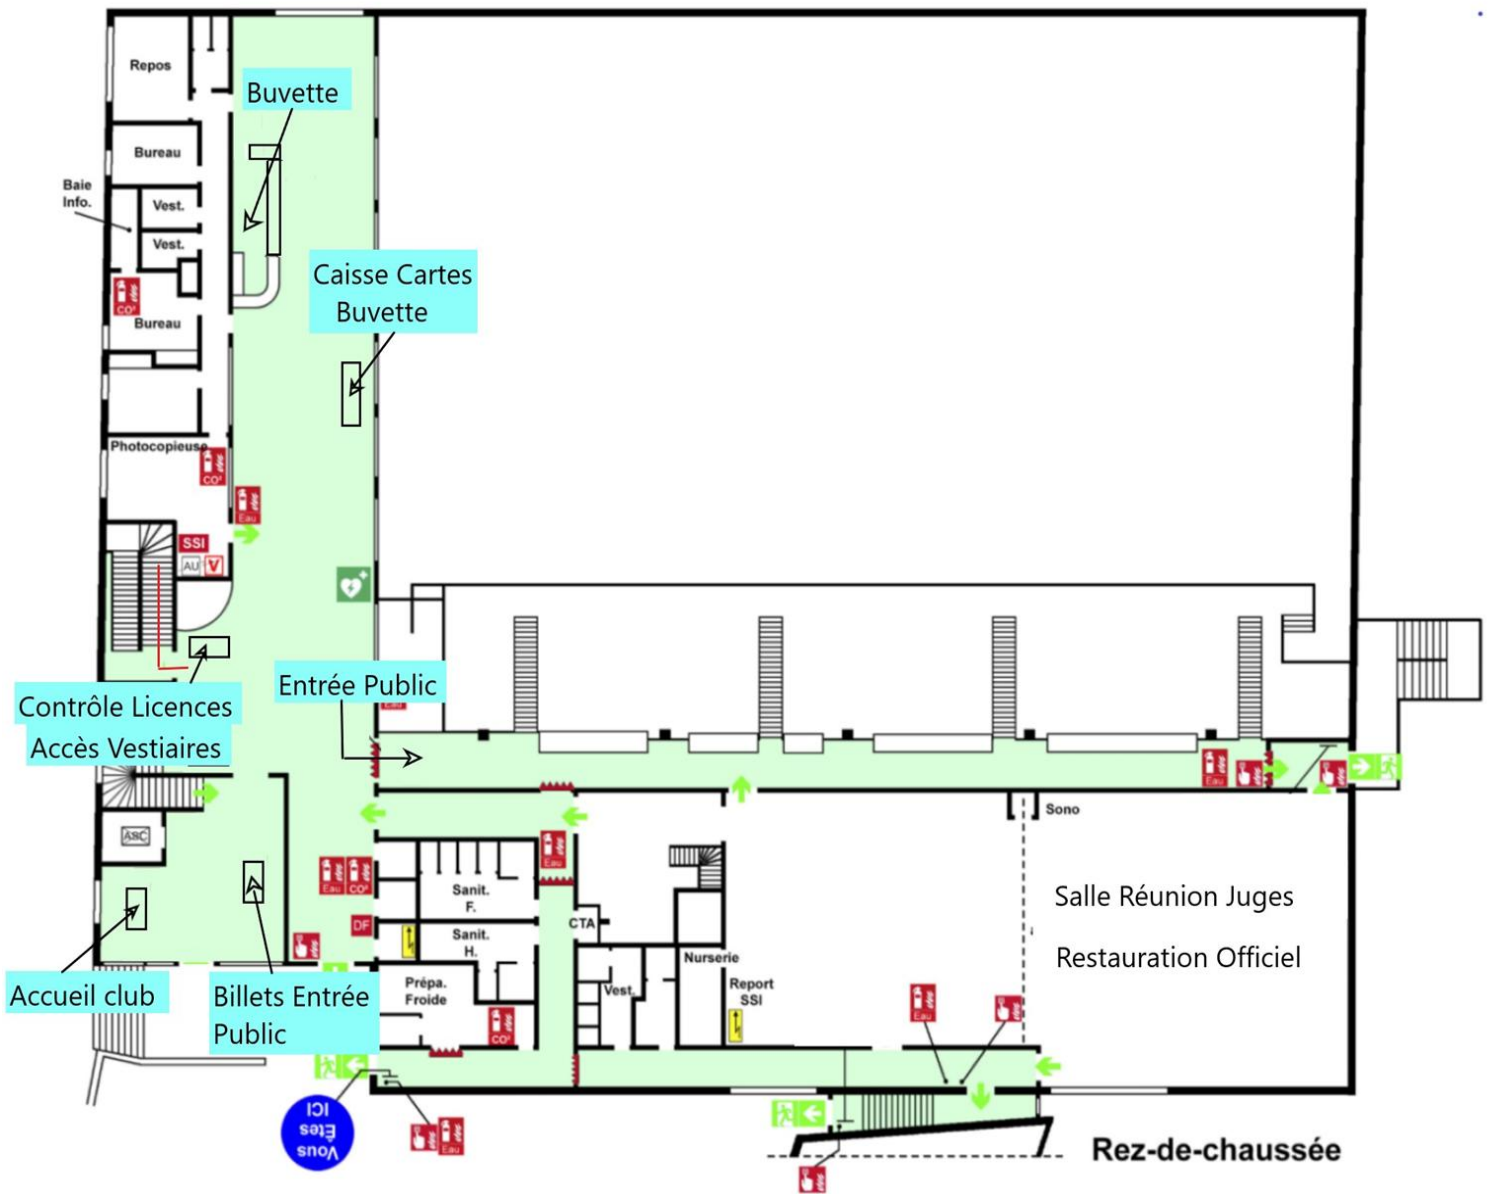 Repos
Buvette
Bureau
Baie
Info.
Vest.
Vest.
Caisse Cartes
Buvette
CO²
Bureau
Photocopieuse
CO²
Eau
SSI
AU V
Entrée Public
Eau
Contrôle Licences
Accès Vestiaires
Eau
Sono
ASC
Eau
Eau
CO²
Sanit.
F.
Salle Réunion Juges
DF
CTA
Sanit.
H.
Restauration Officiel
Nurserie
Prépa.
Froide
Vest.
Report
SSI
Accueil club
Billets Entrée
Public
Eau
CO²
Vous
Êtes
ICI
Eau
Rez-de-chaussée